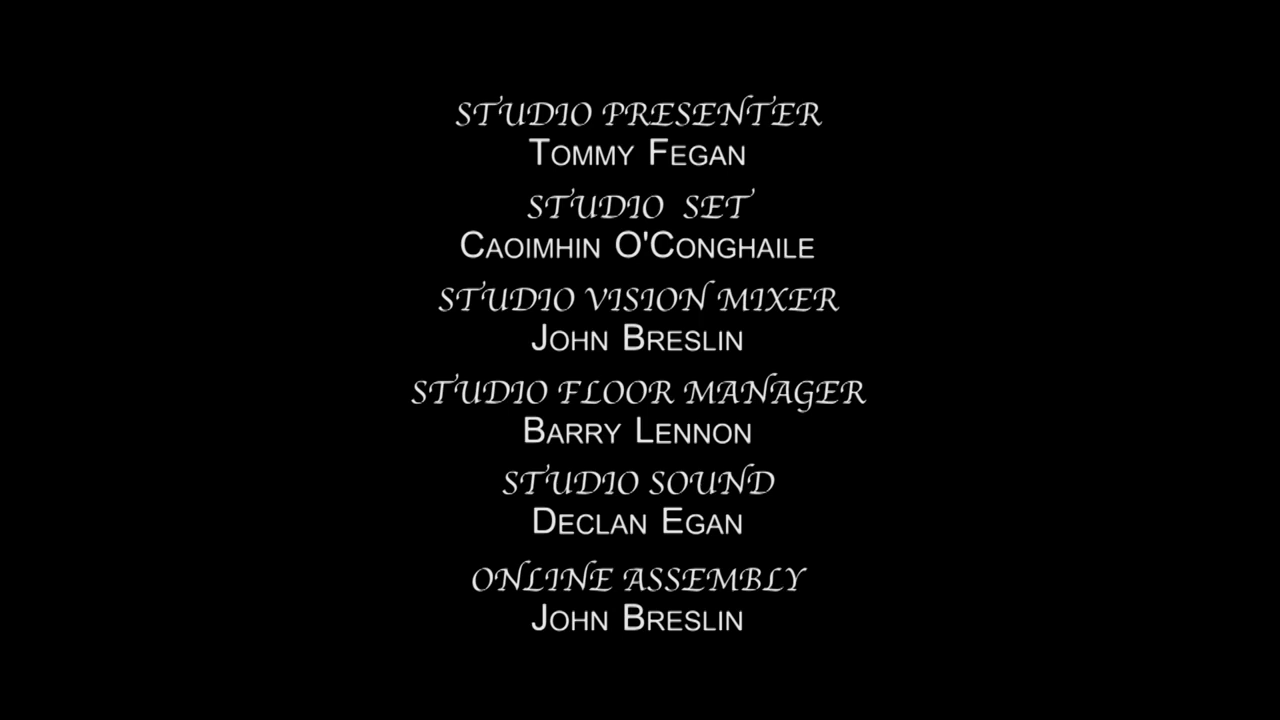 STUDIO PRESENTER
TOMMY FEGAN
STUDIO SET
CAOIMHIN O'CONGHAILE
STUDIO VISION MIXER
JOHN BRESLIN
STUDIO FLOOR MANAGER
BARRY LENNON
STUDIO SOUND
DECLAN EGAN
ONLINE ASSEMBLY
JOHN BRESLIN